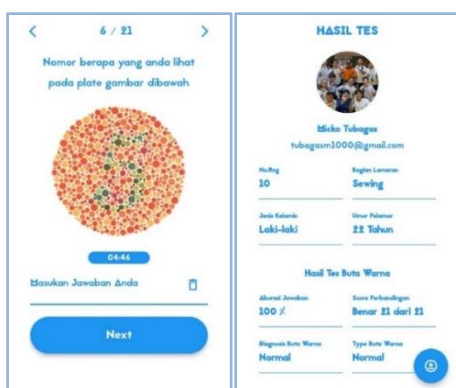 6 / 21
Nomor berapa yang anda lihat
pada plate gambar dibawah
5
04:46
Masukan Jawaban Anda
Next
HASIL TES
Micko Tubagas
tubagasm1000@gmail.com
No.Reg
Bagian Lamaran
10
Sewing
Jenis Kelamin
Umur Pelamar
Laki-laki
22 Tahun
Hasil Tes Buta Warna
Akurasi Jawaban
Score Perbandingan
100 %
Benar 21 dari 21
Diagnosis Buta Warna
Type Buta Warna
Normal
Normal